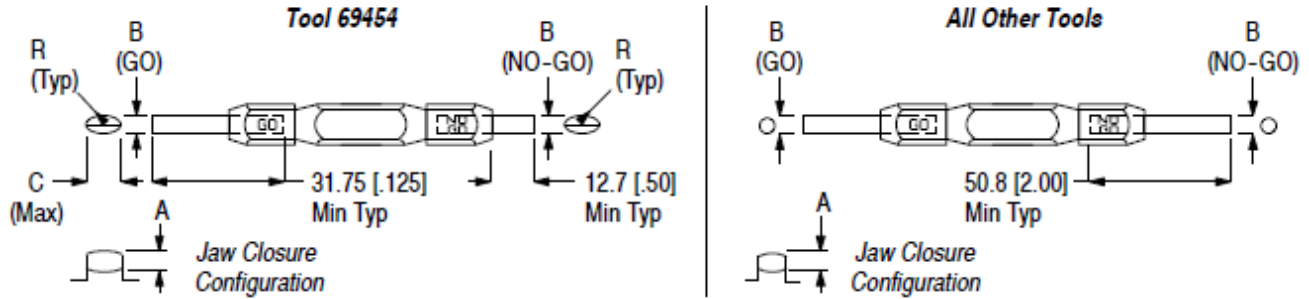 Tool 69454
R
(Typ)
B
(GO)
B
(NO-GO)
R
(Typ)
GO
C
(Max)
31.75 [.125]
Min Typ
12.7 [.50]
Min Typ
A
Jaw Closure
Configuration
All Other Tools
B
(GO)
B
(NO-GO)
GO
50.8 [2.00]
Min Typ
A
Jaw Closure
Configuration